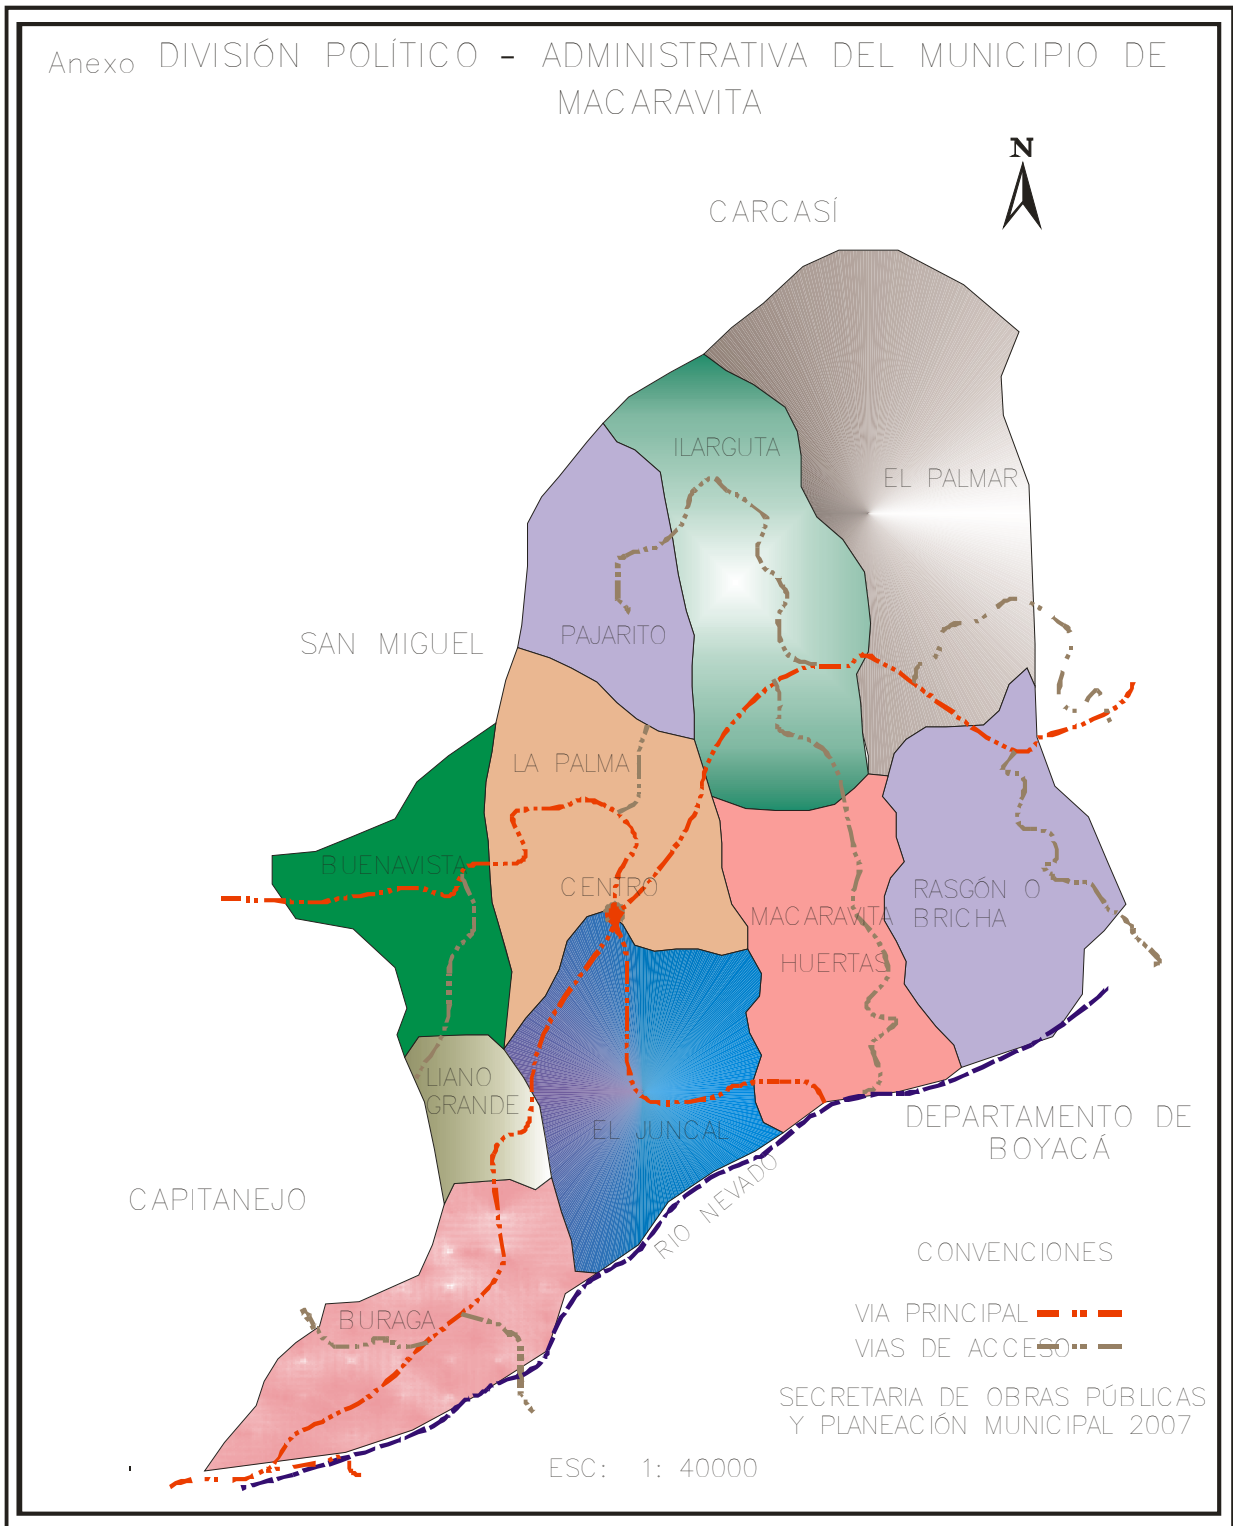 Anexo DIVISIÓN POLÍTICO - ADMINISTRATIVA DEL MUNICIPIO DE
MACARAVITA
N
CARCASÍ
ILARGUTA
EL PALMAR
PAJARITO
SAN MIGUEL
LA PALMA
BUENAVISTA
CENTRO
RASGÓN O
BRICHA
MACARAVITA
HUERTAS
LIANO
GRANDE
EL JUNCAL
DEPARTAMENTO DE
BOYACÁ
CAPITANEJO
RIO NEVADO
CONVENCIONES
BURAGA
VIA PRINCIPAL
VIAS DE ACCESO
SECRETARIA DE OBRAS PÚBLICAS
Y PLANEACIÓN MUNICIPAL 2007
ESC: 1: 40000